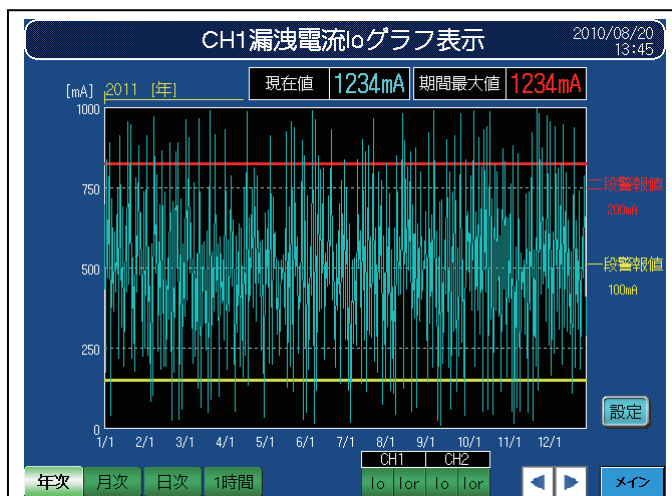 CH1漏洩電流Ioグラフ表示
2010/08/20
13:45
[mA] 2011 [年] 現在値 1234mA 期間最大値 1234mA
1000
750
二段警報値
200mA
500
一段警報値
100mA
250
設定
0
1/1 2/1 3/1 4/1 5/1 6/1 7/1 8/1 9/1 10/1 11/1 12/1
CH1 CH2
年次 月次 日次 1時間 Io Ior Io Ior ◀ ▶ メイン